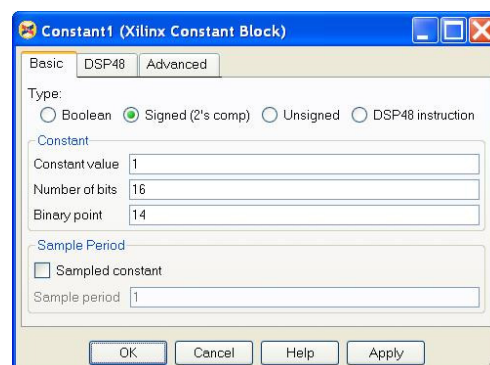 Constant1 (Xilinx Constant Block)
Basic DSP48 Advanced
Type:
Boolean Signed (2's comp) Unsigned DSP48 instruction
Constant
Constant value 1
Number of bits 16
Binary point 14
Sample Period
Sampled constant
Sample period 1
OK Cancel Help Apply